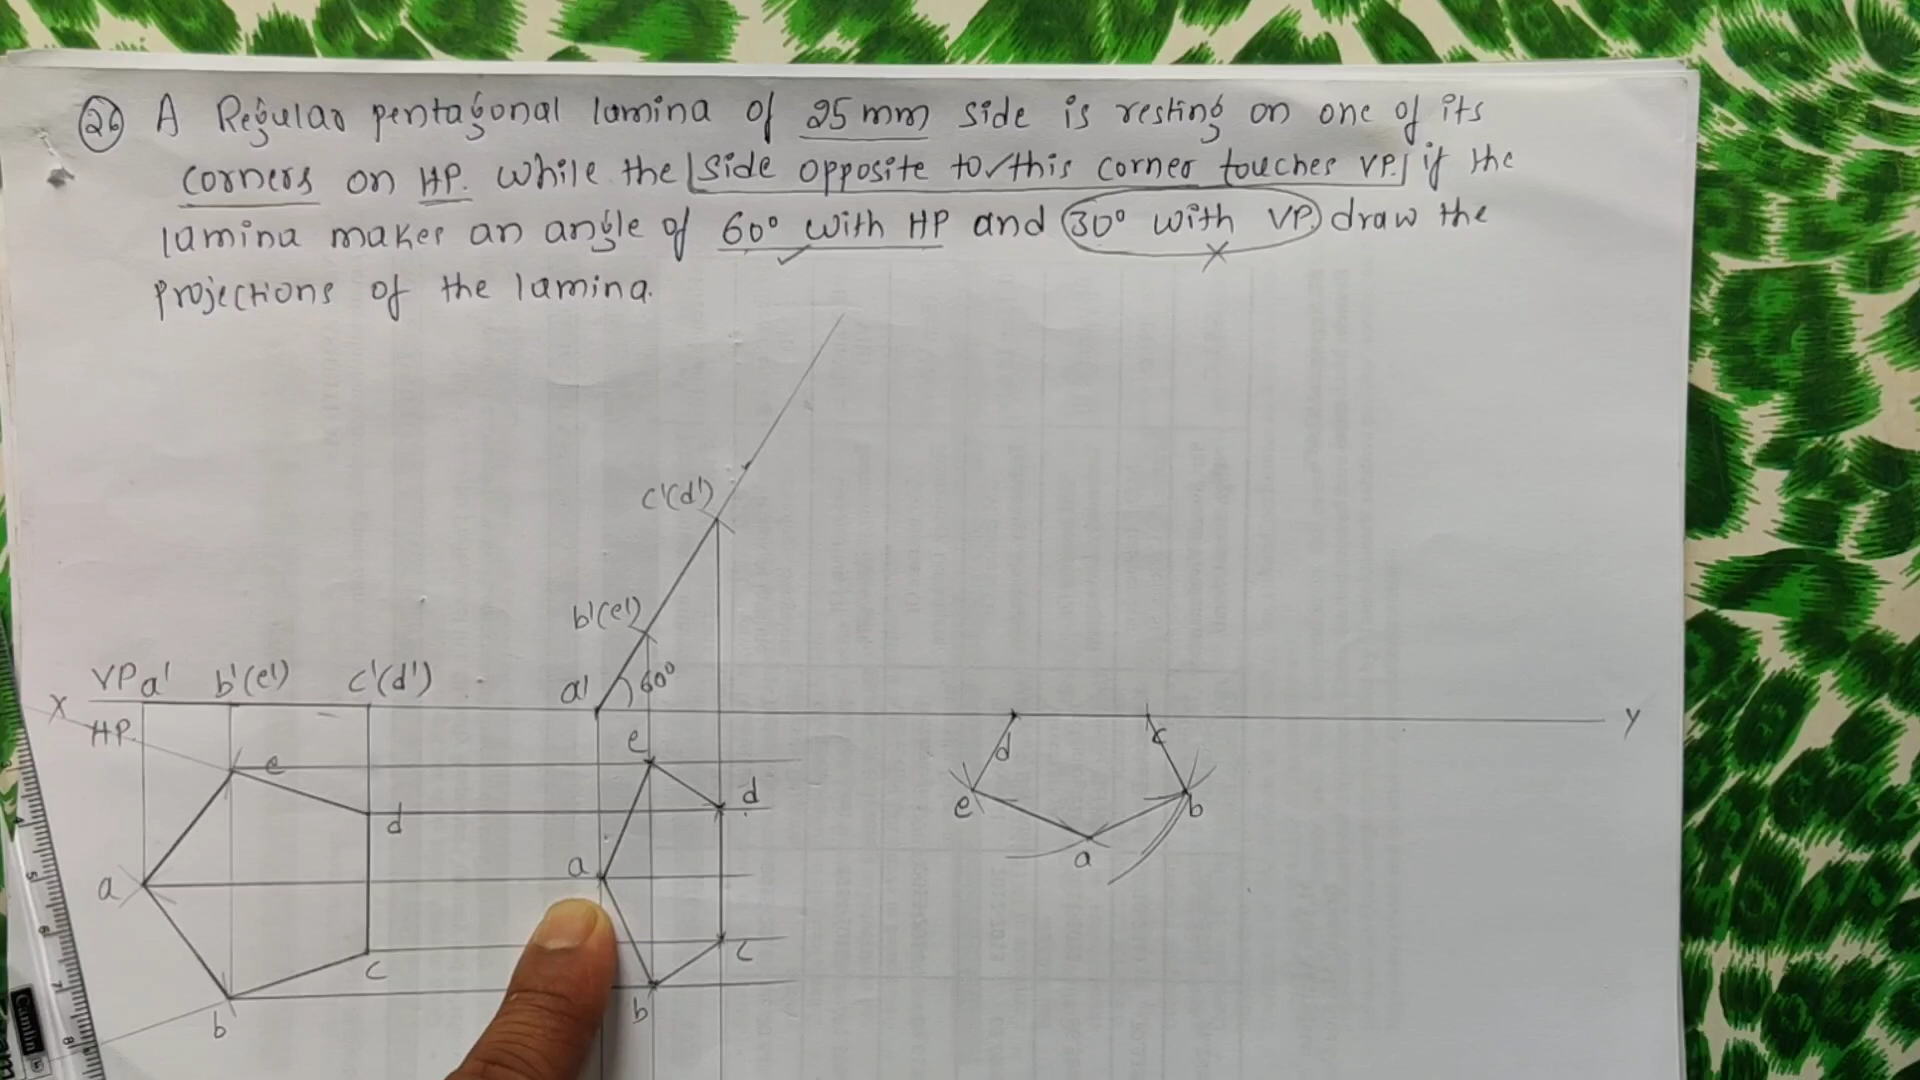 26 A Regular pentagonal lamina of 25 mm side is resting on one of its
corners on HP. While the side opposite to this corner touches VP. if the
lamina makes an angle of 60° with HP and 30° with VP. draw the
projections of the lamina.
c'(d')
b'(e')
a' 60°
VP a' b'(e') c'(d')
X Y
HP
e e d c
d d e b
a a a
c c
b b
Camlin